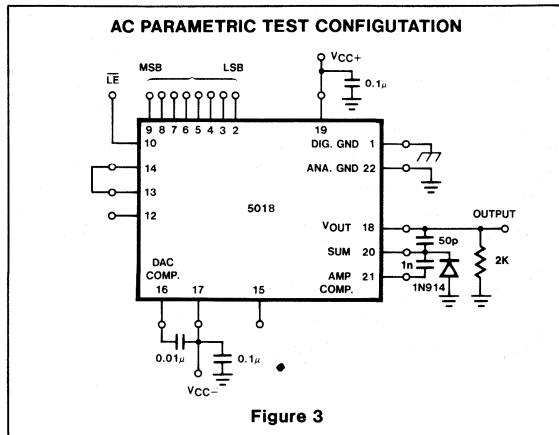 AC PARAMETRIC TEST CONFIGUTATION
LE
MSB LSB
VCC+
0.1μ
9 8 7 6 5 4 3 2
19
10
DIG. GND 1
14
ANA. GND 22
13
5018
12
VOUT 18
OUTPUT
50p
SUM 20
1n
2K
DAC COMP.
AMP COMP. 21
1N914
16 17 15
0.01μ
0.1μ
VCC−
Figure 3